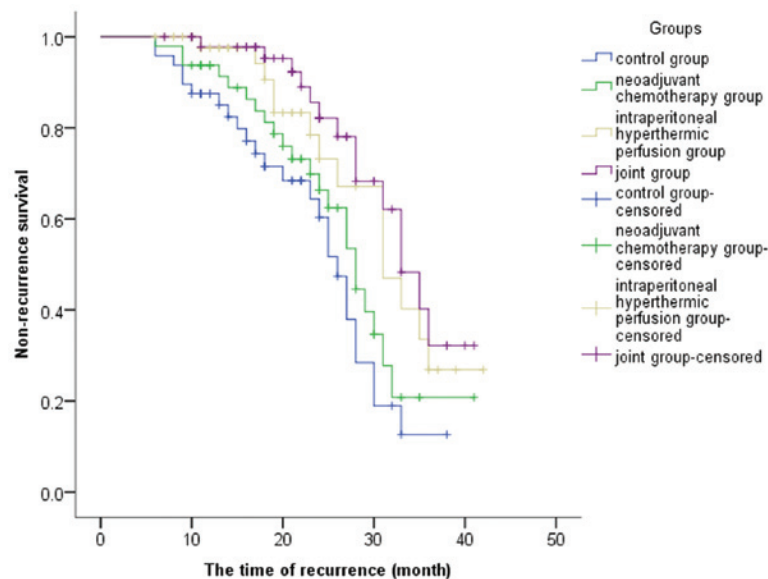 Groups
control group
neoadjuvant
chemotherapy group
intraperitoneal
hyperthermic
perfusion group
joint group
control group-
censored
neoadjuvant
chemotherapy group-
censored
intraperitoneal
hyperthermic
perfusion group-
censored
joint group-censored
Non-recurrence survival
1.0
0.8
0.6
0.4
0.2
0.0
0
10
20
30
40
50
The time of recurrence (month)